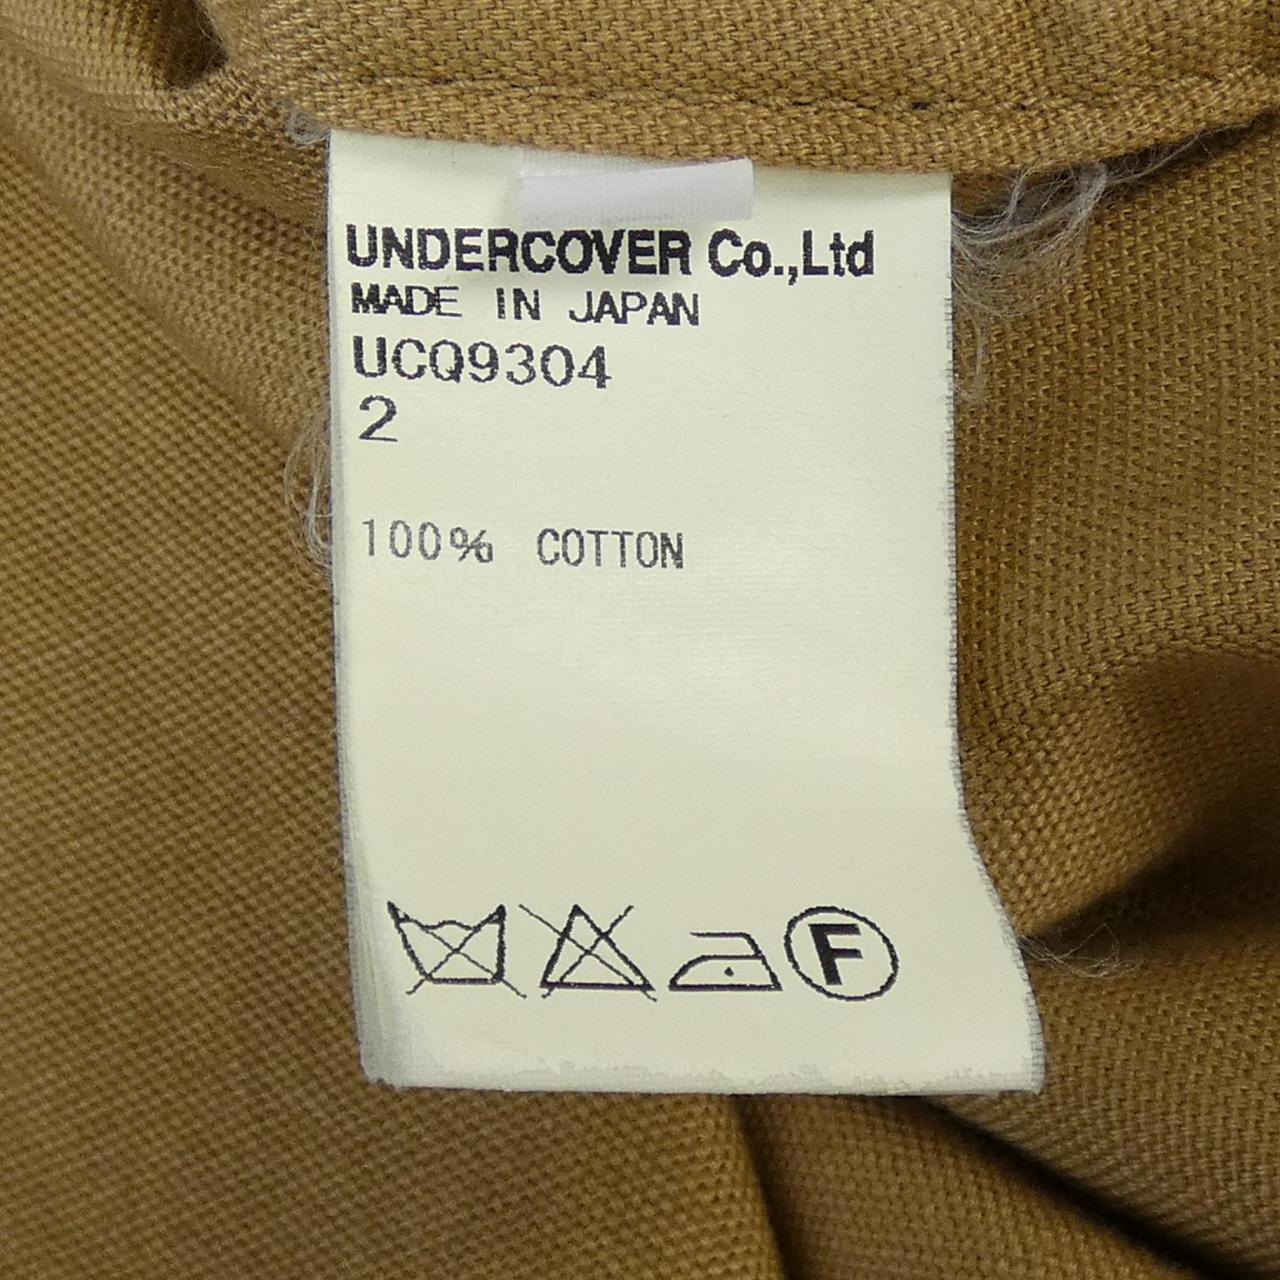 UNDERCOVER Co.,Ltd
MADE IN JAPAN
UCQ9304
2
100% COTTON
F